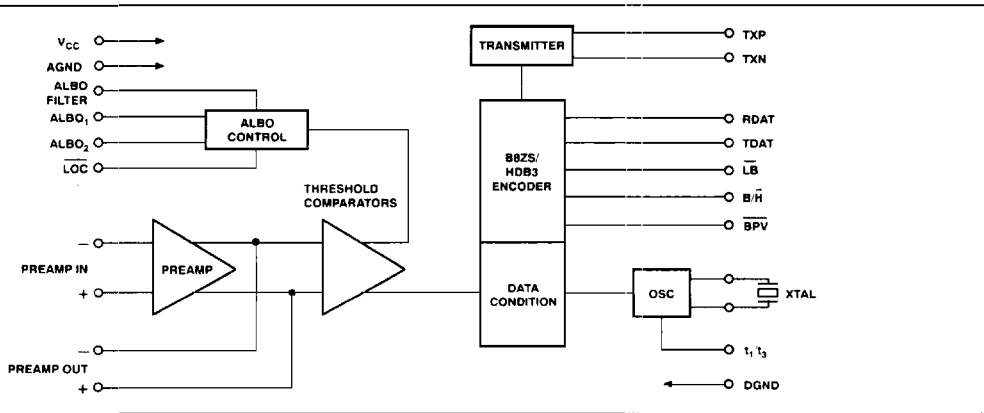 VCC
AGND
ALBO
FILTER
ALBO1
ALBO2
LOC
ALBO
CONTROL
THRESHOLD
COMPARATORS
−
PREAMP IN
+
PREAMP
−
PREAMP OUT
+
TRANSMITTER
TXP
TXN
B8ZS/
HDB3
ENCODER
RDAT
TDAT
LB
B/H
BPV
DATA
CONDITION
OSC
XTAL
t1/t3
DGND